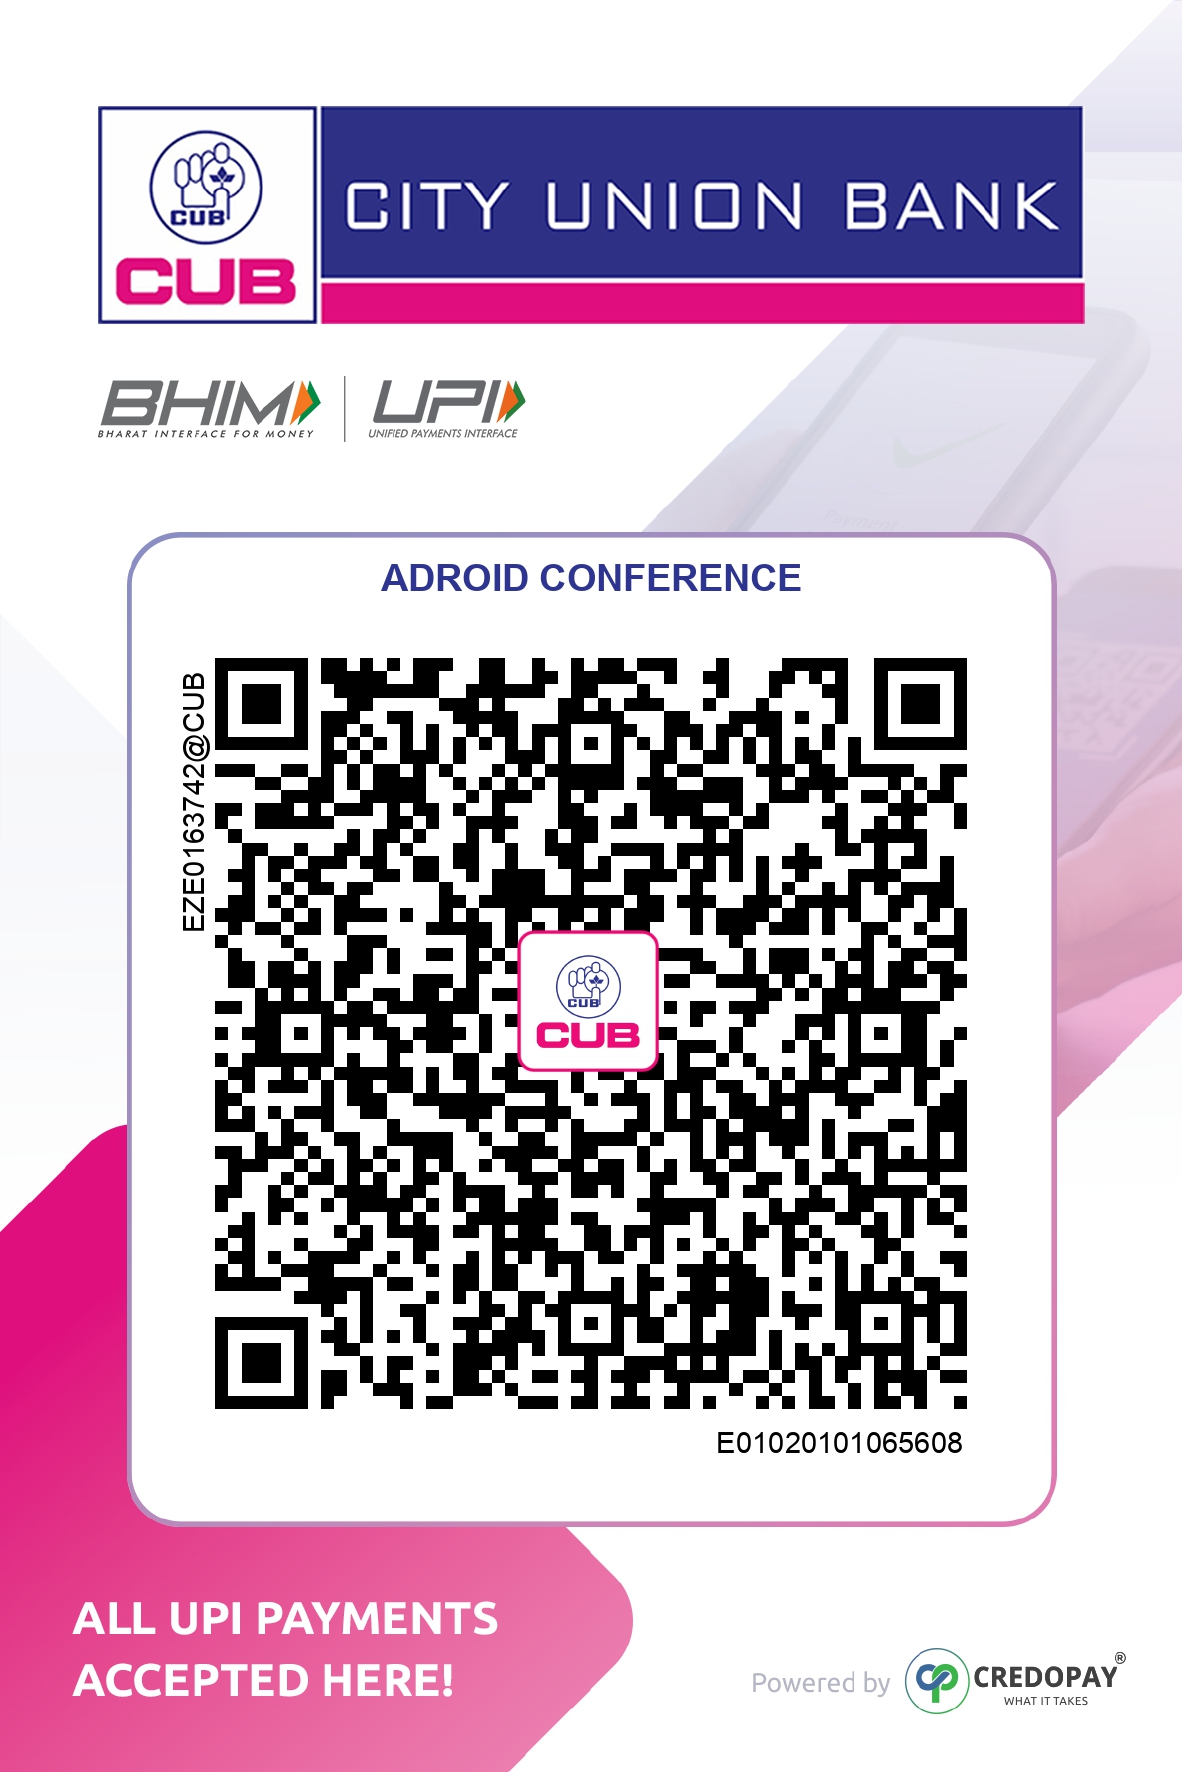 CUB
CUB
CITY UNION BANK
BHIM
BHARAT INTERFACE FOR MONEY
UPI
UNIFIED PAYMENTS INTERFACE
Payment
ADROID CONFERENCE
EZE0163742@CUB
CUB
CUB
E01020101065608
ALL UPI PAYMENTS
ACCEPTED HERE!
Powered by
CREDOPAY®
WHAT IT TAKES